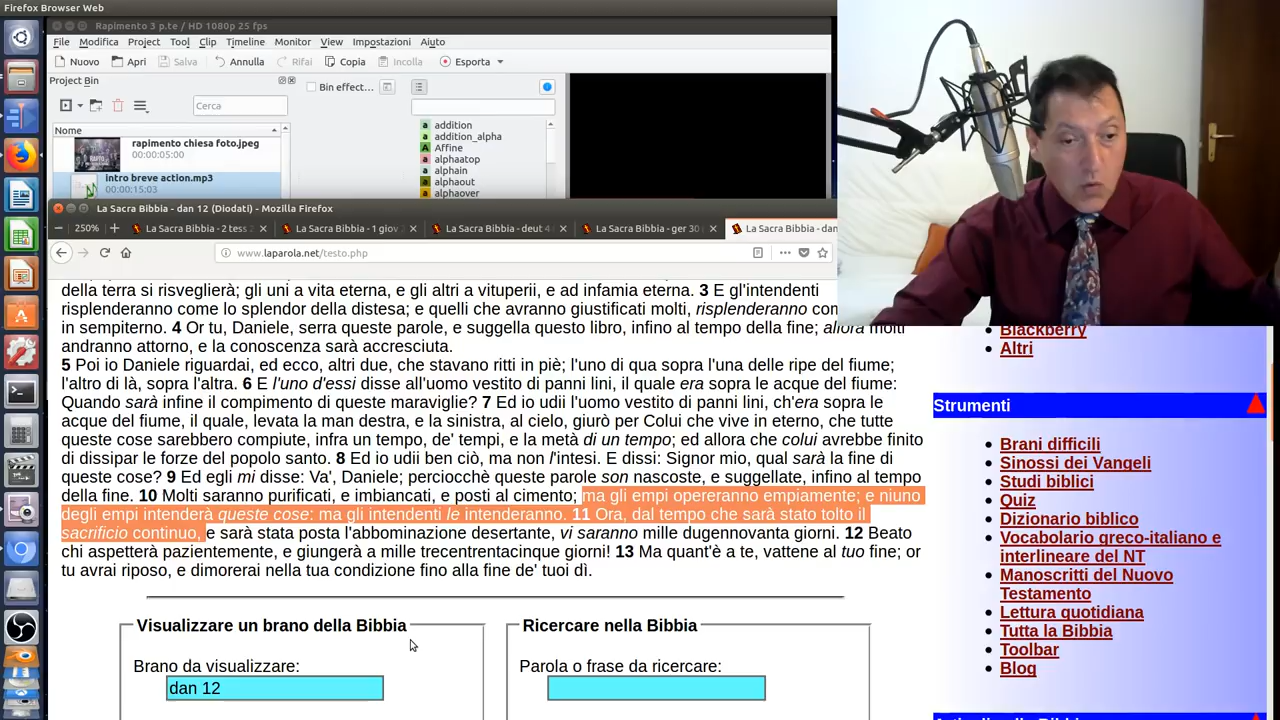 Firefox Browser Web
Rapimento 3 p.te / HD 1080p 25 fps
File Modifica Project Tool Clip Timeline Monitor View Impostazioni Aiuto
Nuovo Apri Salva Annulla Rifai Copia Incolla Esporta
Project Bin
Bin effect...
Cerca
Nome
rapimento chiesa foto.jpeg
00:00:05:00
intro breve action.mp3
00:00:15:03
addition
addition_alpha
Affine
alphaatop
alphain
alphaout
alphaover
La Sacra Bibbia - dan 12 (Diodati) - Mozilla Firefox
250%
La Sacra Bibbia - 2 tess 2
La Sacra Bibbia - 1 giov
La Sacra Bibbia - deut 4
La Sacra Bibbia - ger 30
La Sacra Bibbia - dan
www.laparola.net/testo.php
della terra si risveglierà; gli uni a vita eterna, e gli altri a vituperii, e ad infamia eterna. 3 E gl'intendenti
risplenderanno come lo splendor della distesa; e quelli che avranno giustificati molti, risplenderanno
in sempiterno. 4 Or tu, Daniele, serra queste parole, e suggella questo libro, infino al tempo della fine; allora molti
andranno attorno, e la conoscenza sarà accresciuta.
5 Poi io Daniele riguardai, ed ecco, altri due, che stavano ritti in piè; l'uno di qua sopra l'una delle ripe del fiume;
l'altro di là, sopra l'altra. 6 E l'uno d'essi disse all'uomo vestito di panni lini, il quale era sopra le acque del fiume:
Quando sarà infine il compimento di queste maraviglie? 7 Ed io udii l'uomo vestito di panni lini, ch'era sopra le
acque del fiume, il quale, levata la man destra, e la sinistra, al cielo, giurò per Colui che vive in eterno, che tutte
queste cose sarebbero compiute, infra un tempo, de' tempi, e la metà di un tempo; ed allora che colui avrebbe finito
di dissipar le forze del popolo santo. 8 Ed io udii ben ciò, ma non l'intesi. E dissi: Signor mio, qual sarà la fine di
queste cose? 9 Ed egli mi disse: Va', Daniele; perciocchè queste parole son nascoste, e suggellate, infino al tempo
della fine. 10 Molti saranno purificati, e imbiancati, e posti al cimento; ma gli empi opereranno empiamente; e niuno
degli empi intenderà queste cose: ma gli intendenti le intenderanno. 11 Ora, dal tempo che sarà stato tolto il
sacrificio continuo, e sarà stata posta l'abbominazione desertante, vi saranno mille dugennovanta giorni. 12 Beato
chi aspetterà pazientemente, e giungerà a mille trecentrentacinque giorni! 13 Ma quant'è a te, vattene al tuo fine; or
tu avrai riposo, e dimorerai nella tua condizione fino alla fine de' tuoi dì.
Visualizzare un brano della Bibbia
Brano da visualizzare:
dan 12
Ricercare nella Bibbia
Parola o frase da ricercare:
Blackberry
Altri
Strumenti
Brani difficili
Sinossi dei Vangeli
Studi biblici
Quiz
Dizionario biblico
Vocabolario greco-italiano e
interlineare del NT
Manoscritti del Nuovo
Testamento
Lettura quotidiana
Tutta la Bibbia
Toolbar
Blog